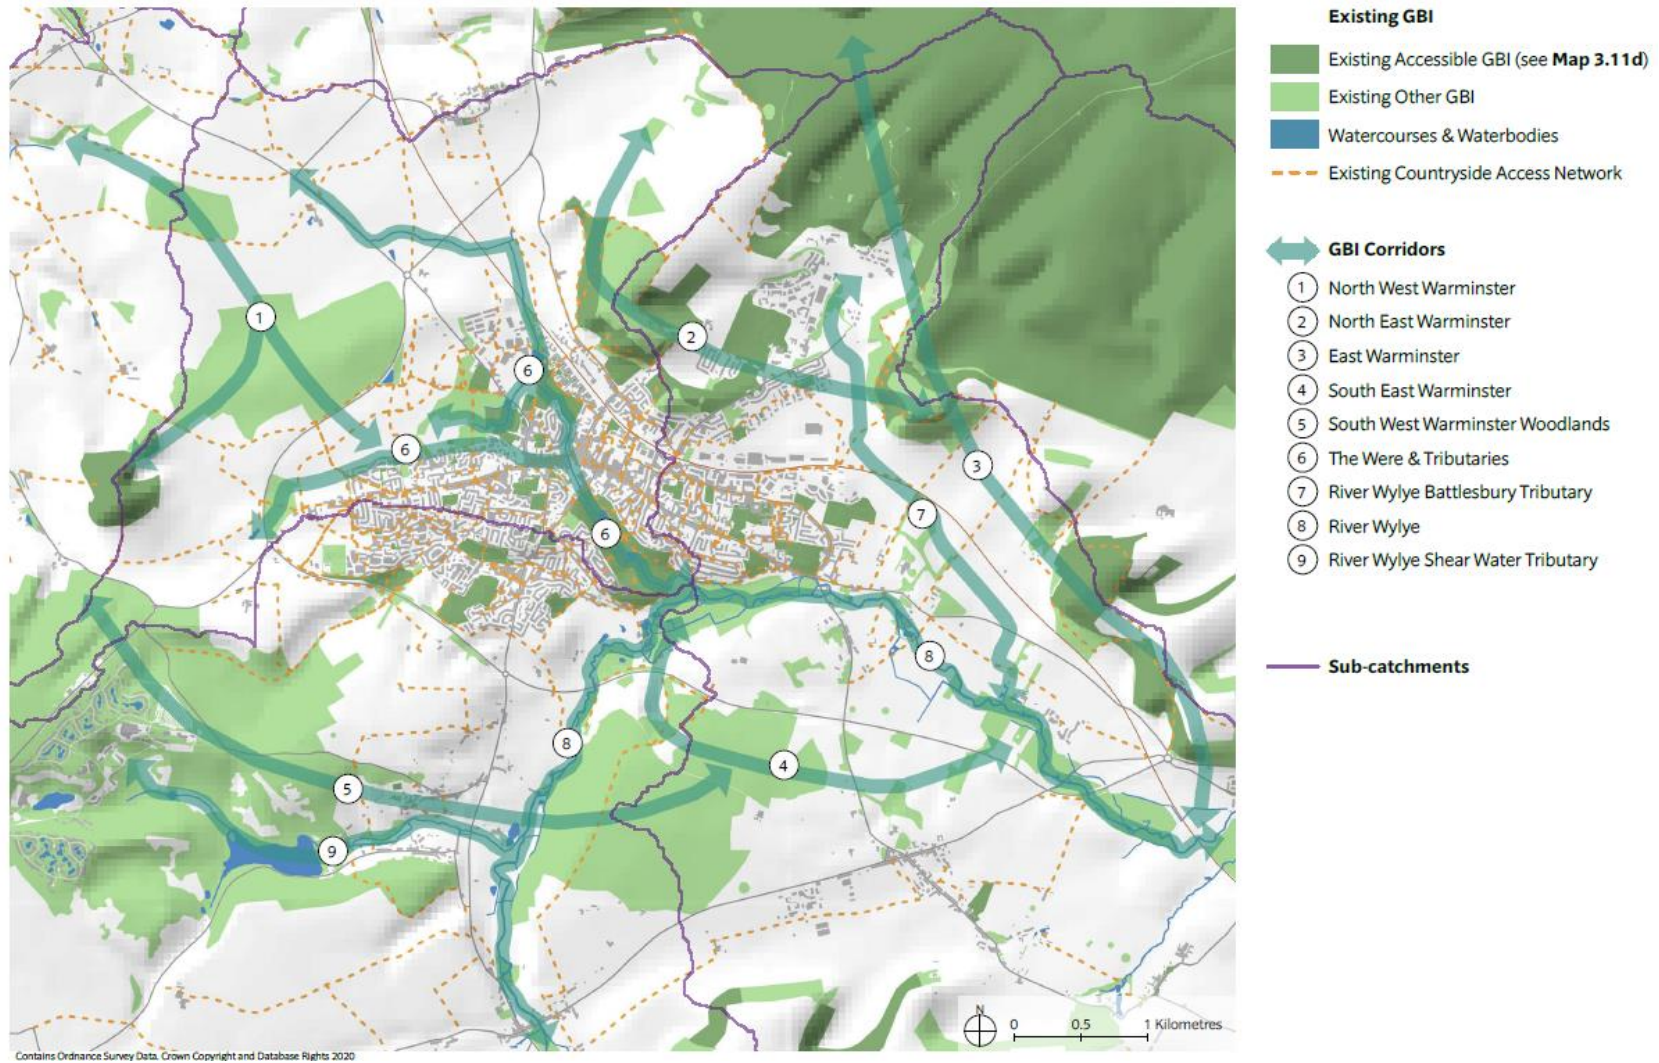 Existing GBI
Existing Accessible GBI (see Map 3.11d)
Existing Other GBI
Watercourses & Waterbodies
Existing Countryside Access Network
GBI Corridors
1 North West Warminster
2 North East Warminster
3 East Warminster
4 South East Warminster
5 South West Warminster Woodlands
6 The Were & Tributaries
7 River Wylye Battlesbury Tributary
8 River Wylye
9 River Wylye Shear Water Tributary
Sub-catchments
1
2
6
6
3
7
6
8
8
4
5
9
N
0 0.5 1 Kilometres
Contains Ordnance Survey Data. Crown Copyright and Database Rights 2020